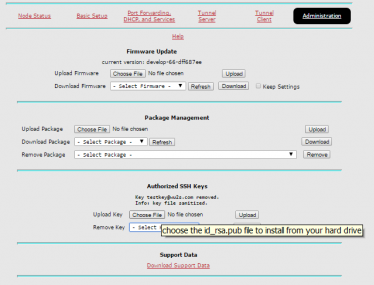 Node Status
Basic Setup
Port Forwarding,
DHCP, and Services
Tunnel
Server
Tunnel
Client
Administration
Help
Firmware Update
current version: develop-66-dff687ee
Upload Firmware Choose File No file chosen Upload
Download Firmware - Select Firmware - Refresh Download Keep Settings
Package Management
Upload Package Choose File No file chosen Upload
Download Package - Select Package - Refresh Download
Remove Package - Select Package - Remove
Authorized SSH Keys
Key testkey@
removed.
Info: key file sanitized.
Upload Key Choose File No file chosen Upload
Remove Key - Select
choose the id_rsa.pub file to install from your hard drive
Support Data
Download Support Data